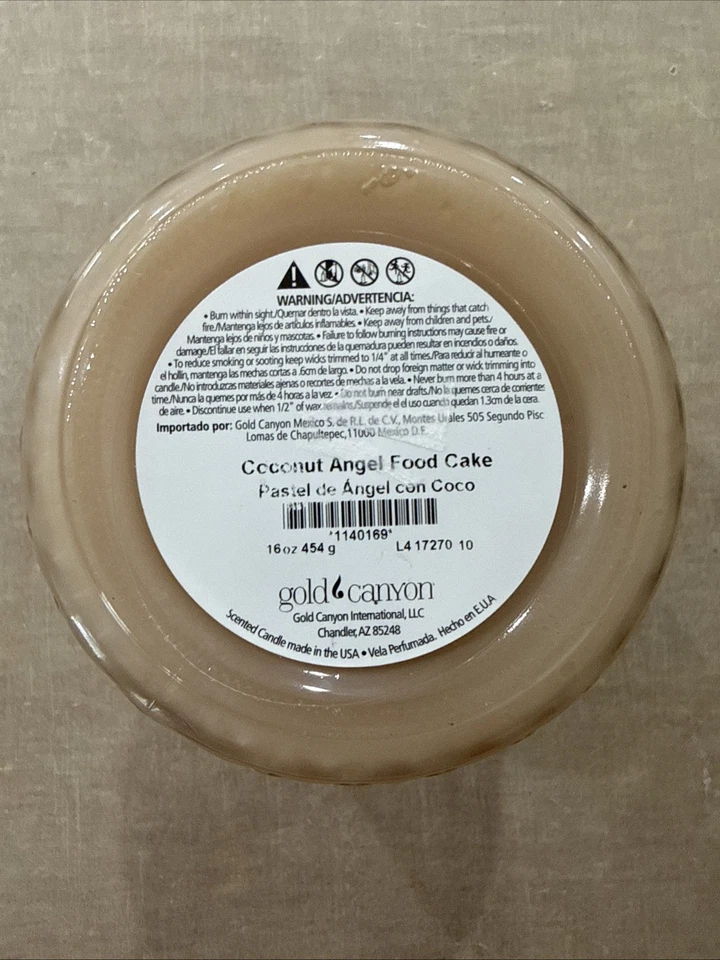 WARNING/ADVERTENCIA:
• Burn within sight./Quemar dentro la vista. • Keep away from things that catch
fire/Mantenga lejos de artículos inflamables. • Keep away from children and pets./
Mantenga lejos de niños y mascotas. • Failure to follow burning instructions may cause fire or
damage/El fallar en seguir las instrucciones de la quemadura pueden resultar en incendios o daños.
• To reduce smoking or sooting keep wicks trimmed to 1/4" at all times./Para reducir al humeante o
el hollin, mantenga las mechas cortas a .6cm de largo. • Do not drop foreign matter or wick trimming into
candle./No introduzcas materiales ajenas o recortes de mechas a la vela. • Never burn more than 4 hours at a
time/Nunca la quemes por más de 4 horas a la vez. • Do not burn near drafts./No la quemes cerca de corrientes
de aire. • Discontinue use when 1/2" of wax remains/Suspende el el uso cuando quedan 1.3cm de la cera.
Importado por: Gold Canyon Mexico S. de R.L. de C.V., Montes Urales 505 Segundo Pisc
Lomas de Chapultepec, 11000 Mexico D.F.
Coconut Angel Food Cake
Pastel de Ángel con Coco
*1140169*
16 oz 454 g L4 17270 10
gold canyon
Gold Canyon International, LLC
Chandler, AZ 85248
Scented Candle made in the USA • Vela Perfumada. Hecho en E.U.A